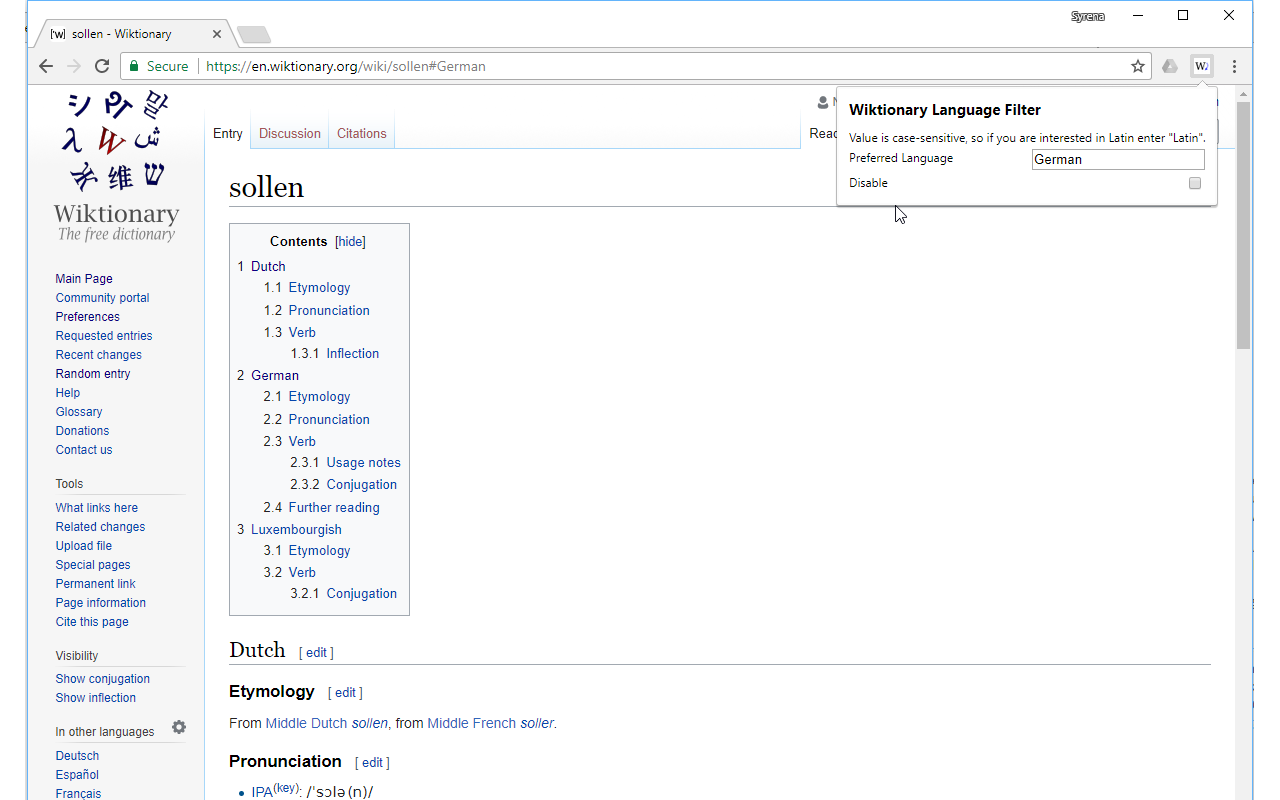 Syrena
[w] sollen - Wiktionary
Secure https://en.wiktionary.org/wiki/sollen#German
W
Wiktionary Language Filter
Value is case-sensitive, so if you are interested in Latin enter "Latin".
Preferred Language German
Disable
シ 말
λ W ش
维 ש
Wiktionary
The free dictionary
Main Page
Community portal
Preferences
Requested entries
Recent changes
Random entry
Help
Glossary
Donations
Contact us
Tools
What links here
Related changes
Upload file
Special pages
Permanent link
Page information
Cite this page
Visibility
Show conjugation
Show inflection
In other languages
Deutsch
Español
Français
Entry Discussion Citations
sollen
Contents [hide]
1 Dutch
1.1 Etymology
1.2 Pronunciation
1.3 Verb
1.3.1 Inflection
2 German
2.1 Etymology
2.2 Pronunciation
2.3 Verb
2.3.1 Usage notes
2.3.2 Conjugation
2.4 Further reading
3 Luxembourgish
3.1 Etymology
3.2 Verb
3.2.1 Conjugation
Dutch [ edit ]
Etymology [ edit ]
From Middle Dutch sollen, from Middle French soller.
Pronunciation [ edit ]
• IPA(key): /ˈsɔlə(n)/